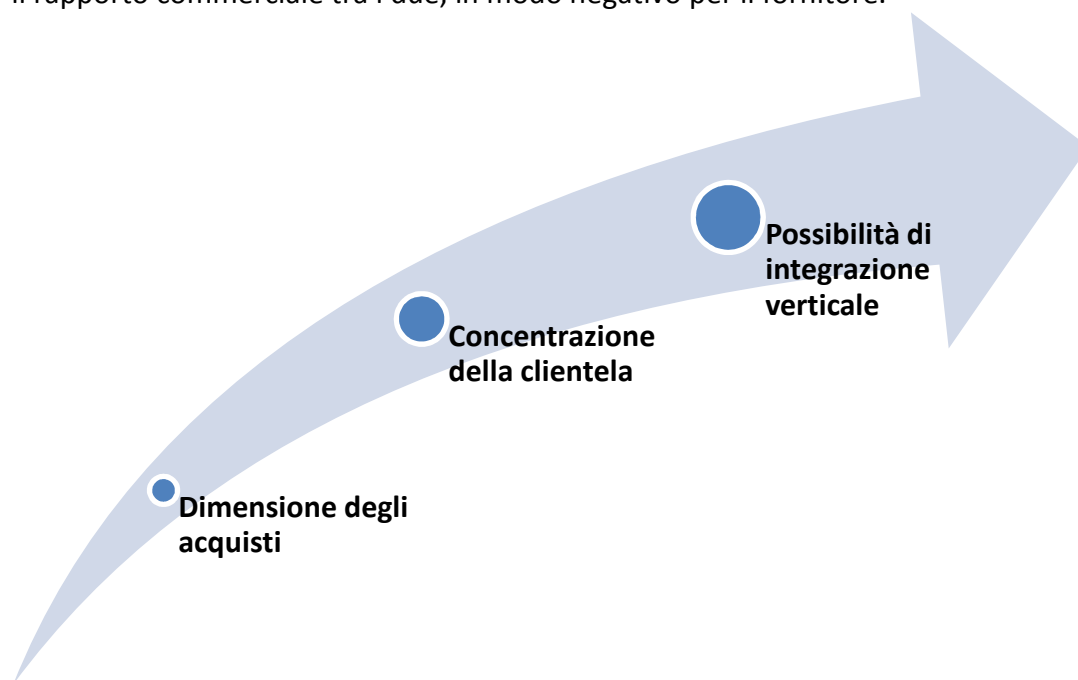 il rapporto commerciale tra i due, in modo negativo per il fornitore.
Possibilità di
integrazione
verticale
Concentrazione
della clientela
Dimensione degli
acquisti